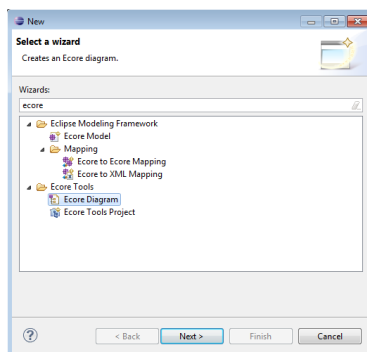 New
Select a wizard
Creates an Ecore diagram.
Wizards:
ecore
Eclipse Modeling Framework
Ecore Model
Mapping
Ecore to Ecore Mapping
Ecore to XML Mapping
Ecore Tools
Ecore Diagram
Ecore Tools Project
? < Back Next > Finish Cancel